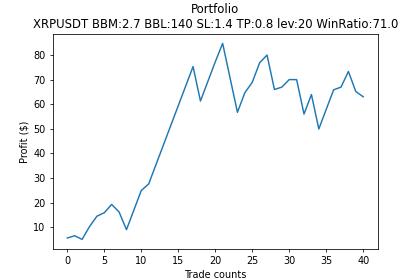 Portfolio
XRPUSDT BBM:2.7 BBL:140 SL:1.4 TP:0.8 lev:20 WinRatio:71.0
80
70
60
50
40
30
20
10
Profit ($)
0 5 10 15 20 25 30 35 40
Trade counts